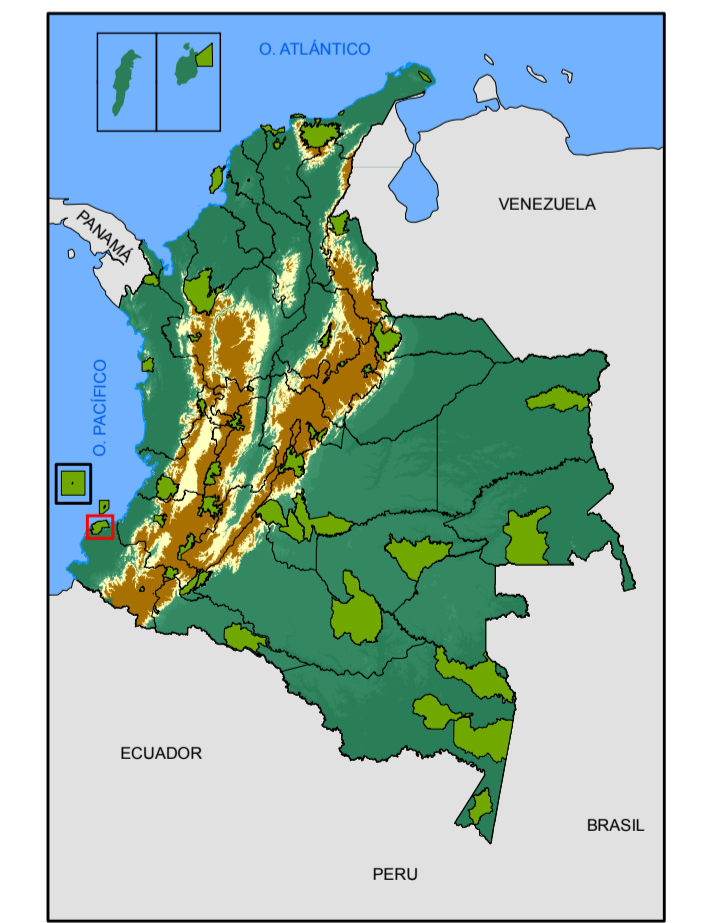 O. ATLÁNTICO
VENEZUELA
PANAMÁ
O. PACÍFICO
ECUADOR
BRASIL
PERU